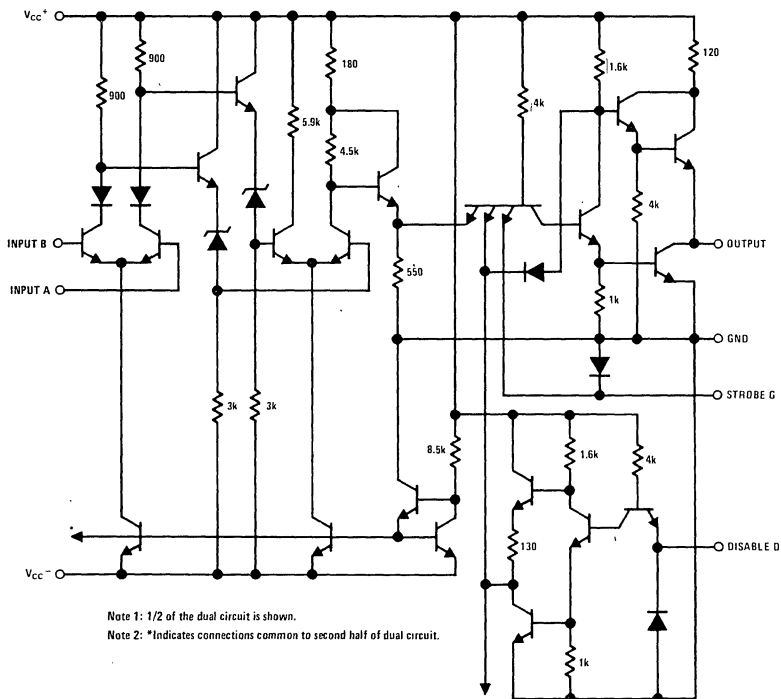 VCC+
900
900
180
5.9k
4.5k
4k
1.6k
120
4k
INPUT B
INPUT A
550
1k
OUTPUT
GND
STROBE G
3k
3k
8.5k
1.6k
4k
*
130
DISABLE D
VCC−
1k
Note 1: 1/2 of the dual circuit is shown.
Note 2: *Indicates connections common to second half of dual circuit.